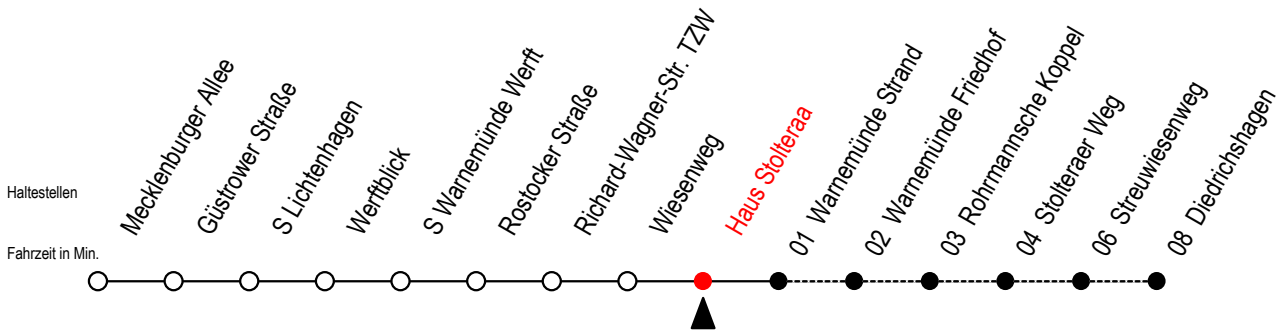 Haltestellen
Fahrzeit in Min.
Mecklenburger Allee
Güstrower Straße
S Lichtenhagen
Werftblick
S Warnemünde Werft
Rostocker Straße
Richard-Wagner-Str. TZW
Wiesenweg
Haus Stolteraa
01 Warnemünde Strand
02 Warnemünde Friedhof
03 Rohrmannsche Koppel
04 Stolteraer Weg
06 Streuwiesenweg
08 Diedrichshagen